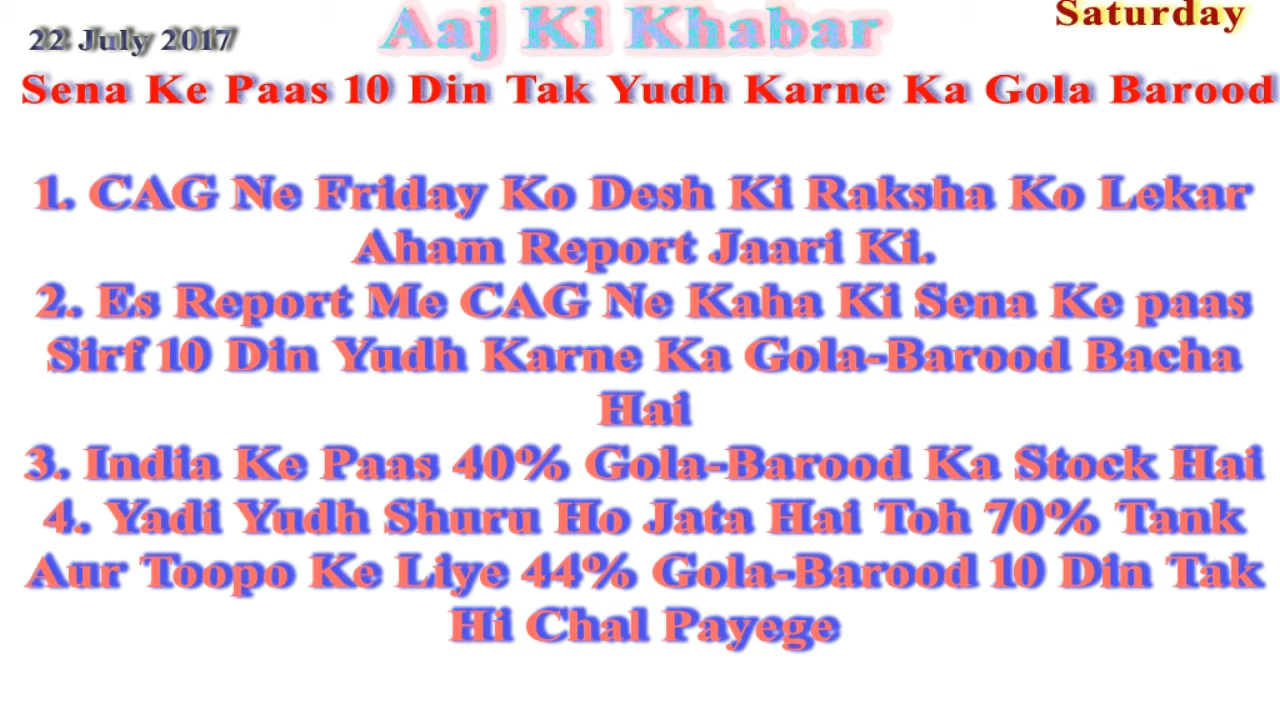 22 July 2017
Aaj Ki Khabar
Saturday
Sena Ke Paas 10 Din Tak Yudh Karne Ka Gola Barood
1. CAG Ne Friday Ko Desh Ki Raksha Ko Lekar
Aham Report Jaari Ki.
2. Es Report Me CAG Ne Kaha Ki Sena Ke paas
Sirf 10 Din Yudh Karne Ka Gola-Barood Bacha
Hai
3. India Ke Paas 40% Gola-Barood Ka Stock Hai
4. Yadi Yudh Shuru Ho Jata Hai Toh 70% Tank
Aur Toopo Ke Liye 44% Gola-Barood 10 Din Tak
Hi Chal Payege